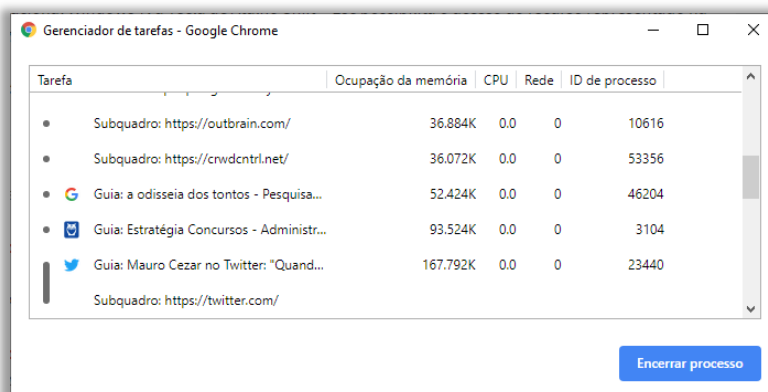 Gerenciador de tarefas - Google Chrome
Tarefa Ocupação da memória CPU Rede ID de processo
Subquadro: https://outbrain.com/ 36.884K 0.0 0 10616
Subquadro: https://crwdcntrl.net/ 36.072K 0.0 0 53356
Guia: a odisseia dos tontos - Pesquisa... 52.424K 0.0 0 46204
Guia: Estratégia Concursos - Administr... 93.524K 0.0 0 3104
Guia: Mauro Cezar no Twitter: "Quand... 167.792K 0.0 0 23440
Subquadro: https://twitter.com/
Encerrar processo